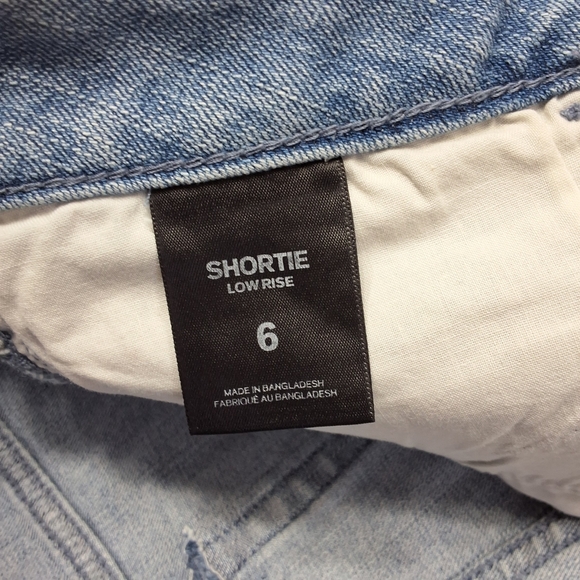 SHORTIE
LOW RISE
6
MADE IN BANGLADESH
FABRIQUÉ AU BANGLADESH